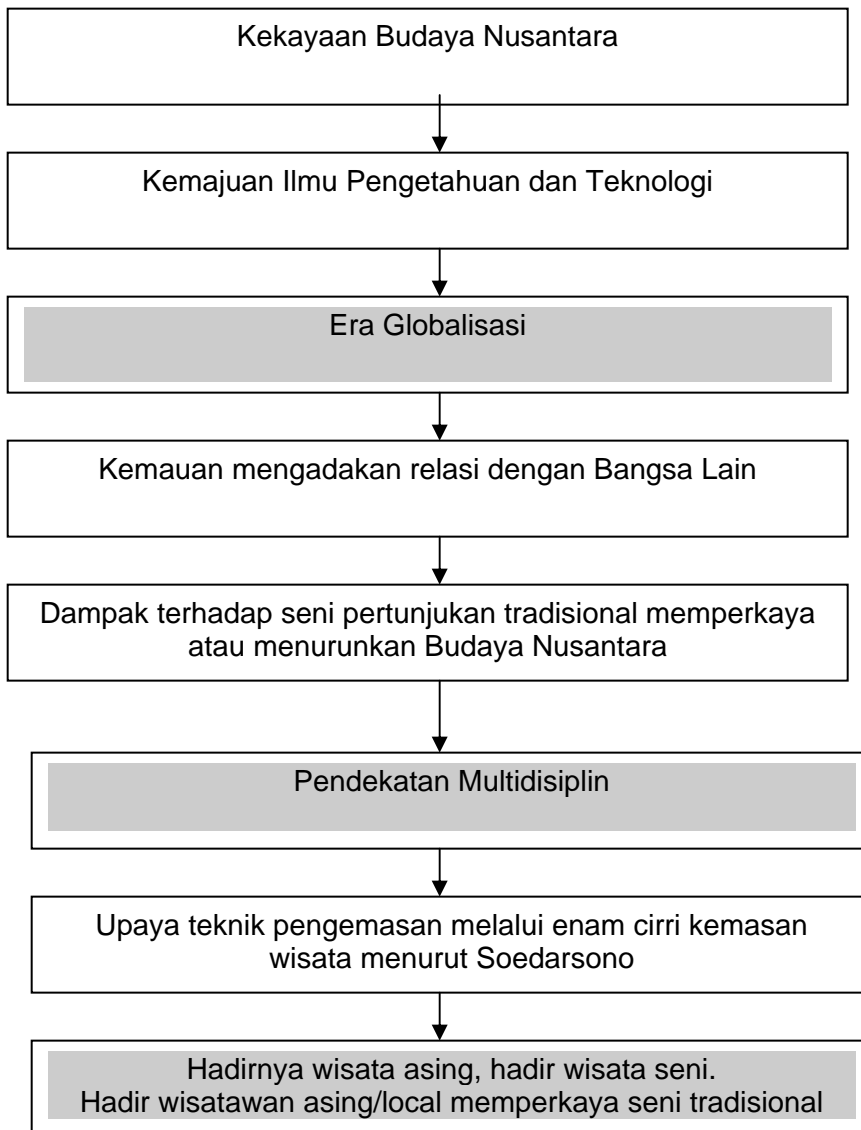 Kekayaan Budaya Nusantara
Kemajuan Ilmu Pengetahuan dan Teknologi
Era Globalisasi
Kemauan mengadakan relasi dengan Bangsa Lain
Dampak terhadap seni pertunjukan tradisional memperkaya
atau menurunkan Budaya Nusantara
Pendekatan Multidisiplin
Upaya teknik pengemasan melalui enam cirri kemasan
wisata menurut Soedarsono
Hadirnya wisata asing, hadir wisata seni.
Hadir wisatawan asing/local memperkaya seni tradisional